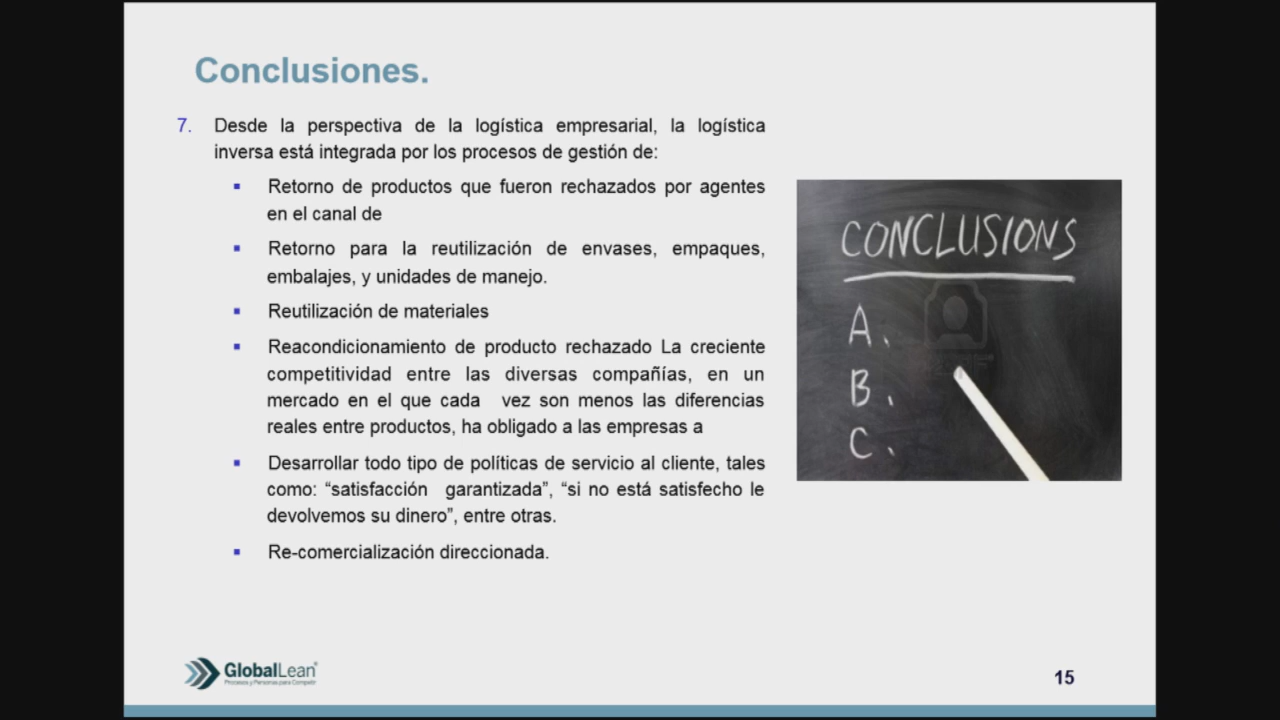 Conclusiones.
7. Desde la perspectiva de la logística empresarial, la logística
inversa está integrada por los procesos de gestión de:
▪ Retorno de productos que fueron rechazados por agentes
en el canal de
▪ Retorno para la reutilización de envases, empaques,
embalajes, y unidades de manejo.
▪ Reutilización de materiales
▪ Reacondicionamiento de producto rechazado La creciente
competitividad entre las diversas compañías, en un
mercado en el que cada vez son menos las diferencias
reales entre productos, ha obligado a las empresas a
▪ Desarrollar todo tipo de políticas de servicio al cliente, tales
como: “satisfacción garantizada”, “si no está satisfecho le
devolvemos su dinero”, entre otras.
▪ Re-comercialización direccionada.
CONCLUSIONS
A.
B.
C.
GlobalLean®
Procesos y Personas para Competir
15